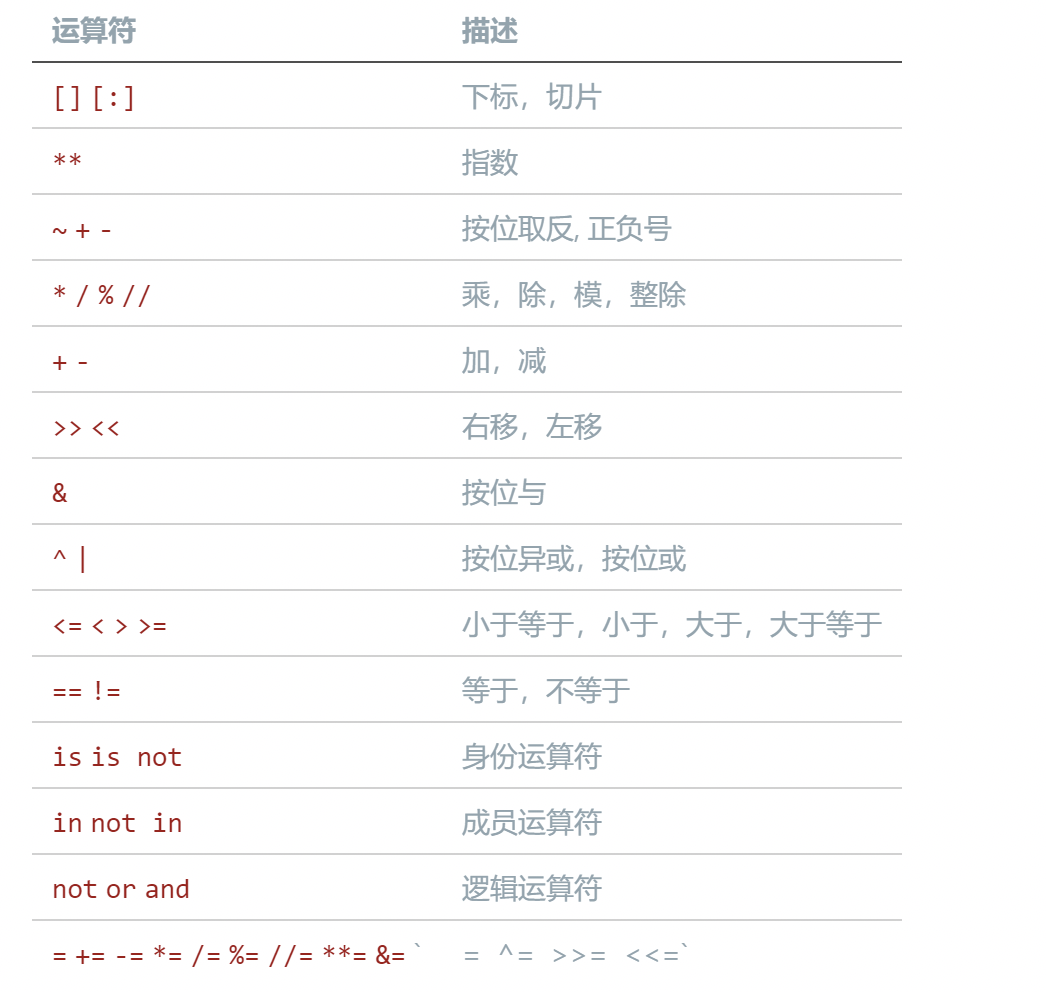 运算符 描述
[] [:] 下标，切片
** 指数
~ + - 按位取反, 正负号
* / % // 乘，除，模，整除
+ - 加，减
>> << 右移，左移
& 按位与
^ | 按位异或，按位或
<= < > >= 小于等于，小于，大于，大于等于
== != 等于，不等于
is is not 身份运算符
in not in 成员运算符
not or and 逻辑运算符
= += -= *= /= %= //= **= &= ` = ^= >>= <<=`